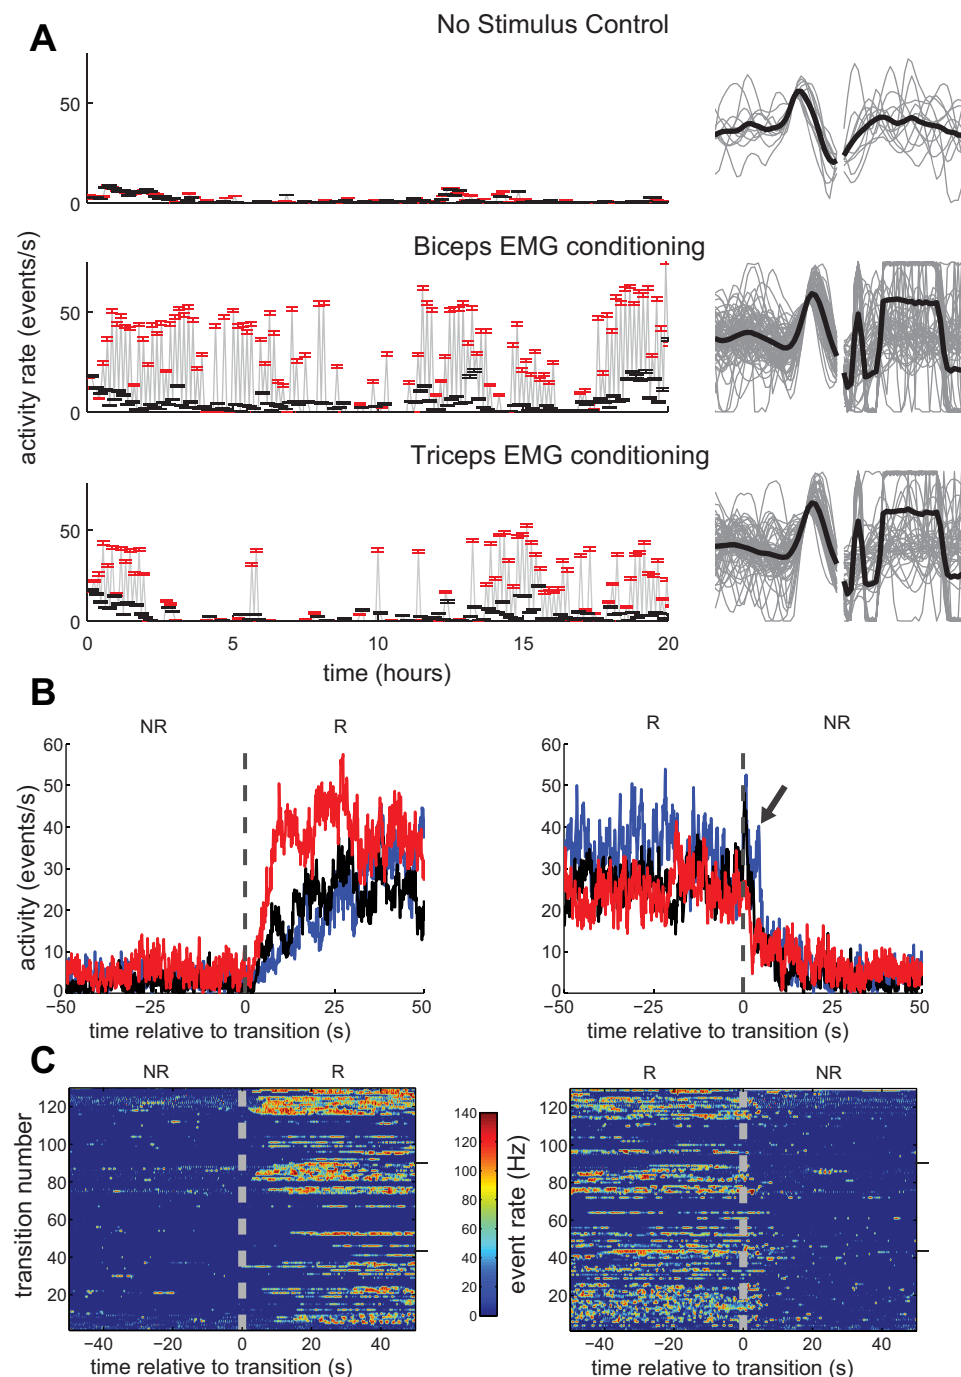 A
No Stimulus Control
50
0
Biceps EMG conditioning
activity rate (events/s)
50
0
Triceps EMG conditioning
50
0
0 5 10 15 20
time (hours)
B
NR R
R NR
60
50
40
30
20
10
0
activity (events/s)
−50 −25 0 25 50
time relative to transition (s)
60
50
40
30
20
10
0
−50 −25 0 25 50
time relative to transition (s)
C
NR R
R NR
transition number
120
100
80
60
40
20
−40 −20 0 20 40
time relative to transition (s)
140
120
100
80
60
40
20
0
event rate (Hz)
120
100
80
60
40
20
−40 −20 0 20 40
time relative to transition (s)